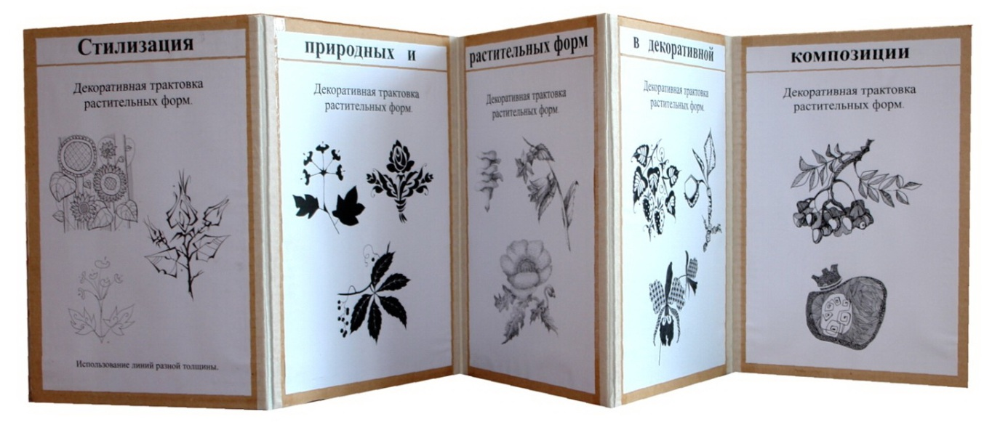 Стилизация
Декоративная трактовка
растительных форм.
Использование линий разной толщины.
природных и
Декоративная трактовка
растительных форм.
растительных форм
Декоративная трактовка
растительных форм.
в декоративной
Декоративная трактовка
растительных форм.
композиции
Декоративная трактовка
растительных форм.